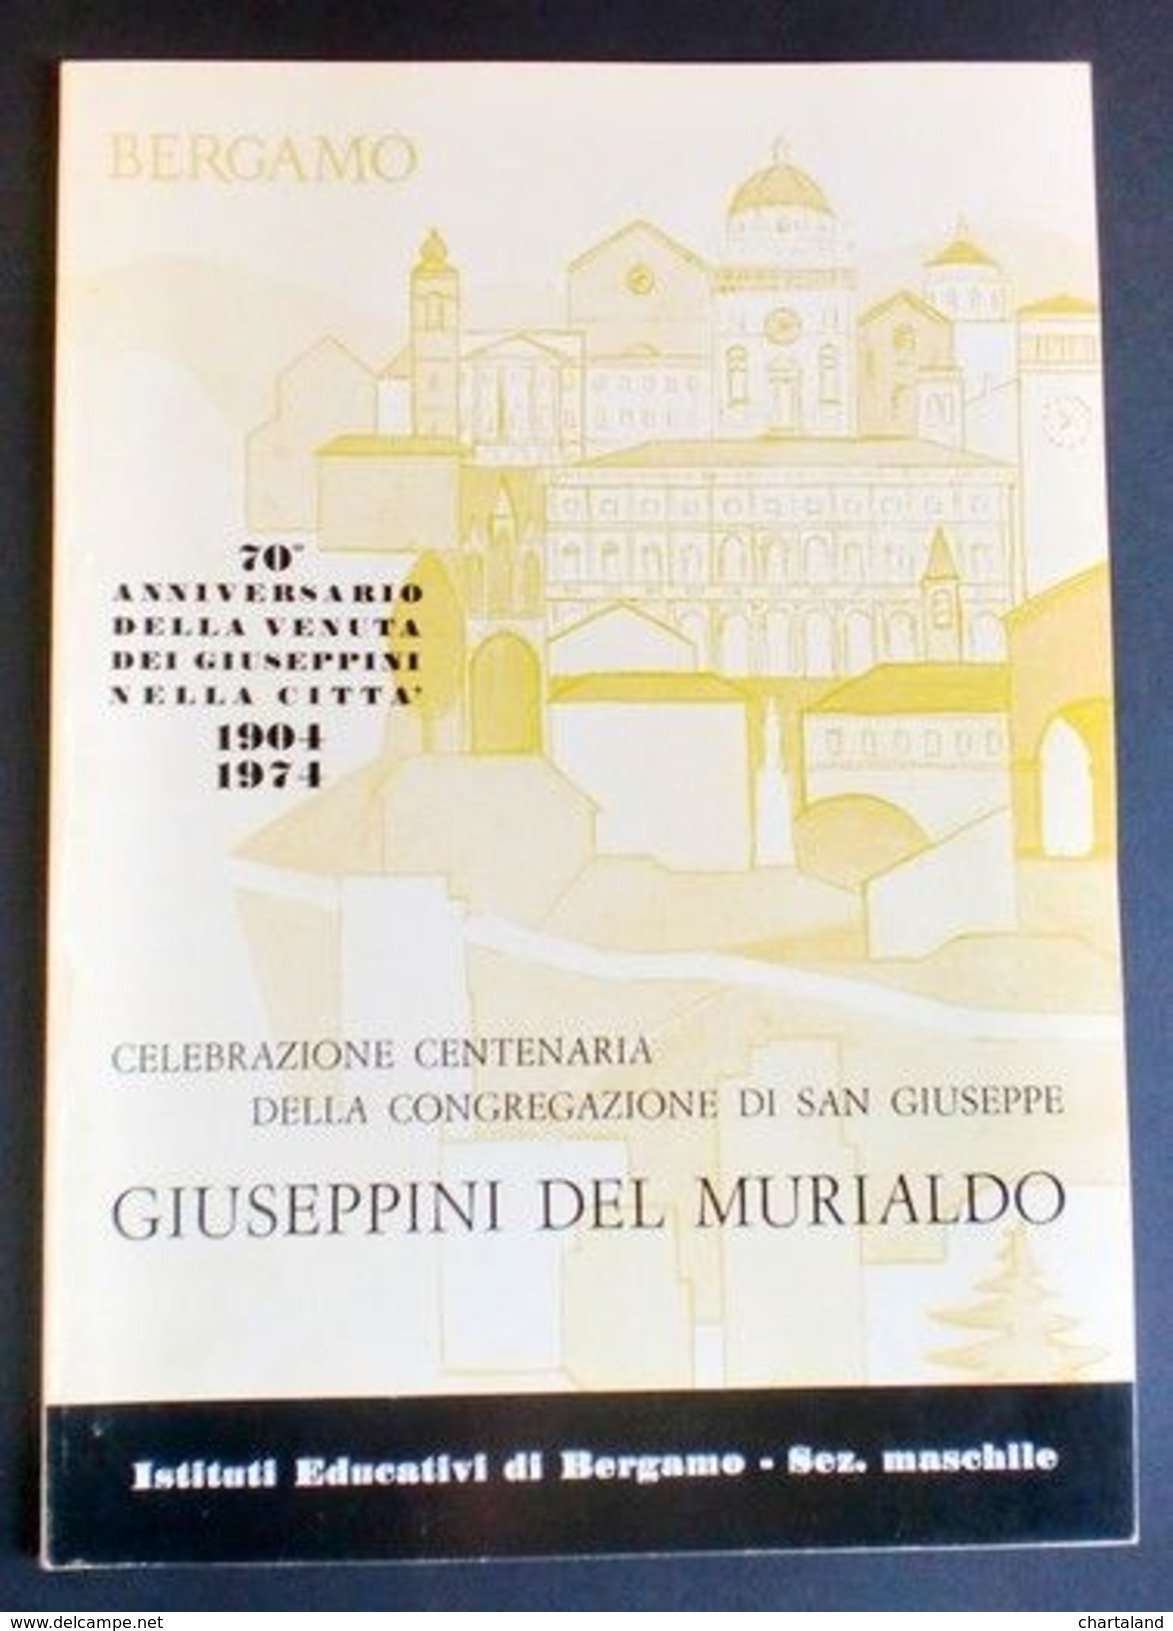 BERGAMO
70°
ANNIVERSARIO
DELLA VENUTA
DEI GIUSEPPINI
NELLA CITTA'
1904
1974
CELEBRAZIONE CENTENARIA
DELLA CONGREGAZIONE DI SAN GIUSEPPE
GIUSEPPINI DEL MURIALDO
Istituti Educativi di Bergamo - Sez. maschile
delcampe.net
chartaland